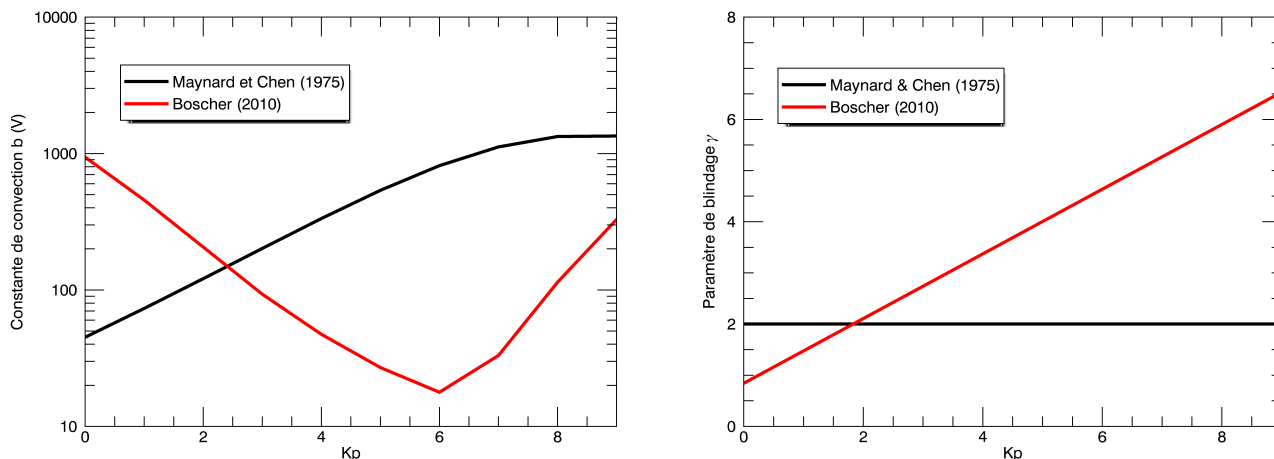 10000
1000
100
10
Constante de convection b (V)
Maynard et Chen (1975)
Boscher (2010)
0 2 4 6 8
Kp
8
6
4
2
0
Paramètre de blindage γ
Maynard & Chen (1975)
Boscher (2010)
0 2 4 6 8
Kp